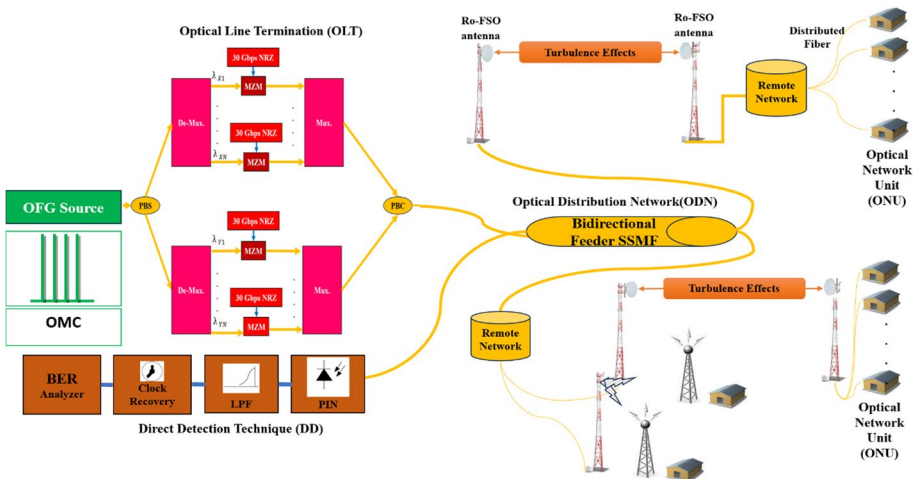 Optical Line Termination (OLT)
30 Gbps NRZ
λX1
MZM
De-Mux.
Mux.
30 Gbps NRZ
λXN
MZM
OFG Source
PBS
PBC
OMC
30 Gbps NRZ
λY1
MZM
De-Mux.
Mux.
30 Gbps NRZ
λYN
MZM
BER
Analyzer
Clock
Recovery
LPF
PIN
Direct Detection Technique (DD)
Ro-FSO
antenna
Turbulence Effects
Ro-FSO
antenna
Distributed
Fiber
Remote
Network
Optical
Network
Unit
(ONU)
Optical Distribution Network(ODN)
Bidirectional
Feeder SSMF
Turbulence Effects
Remote
Network
Optical
Network
Unit
(ONU)